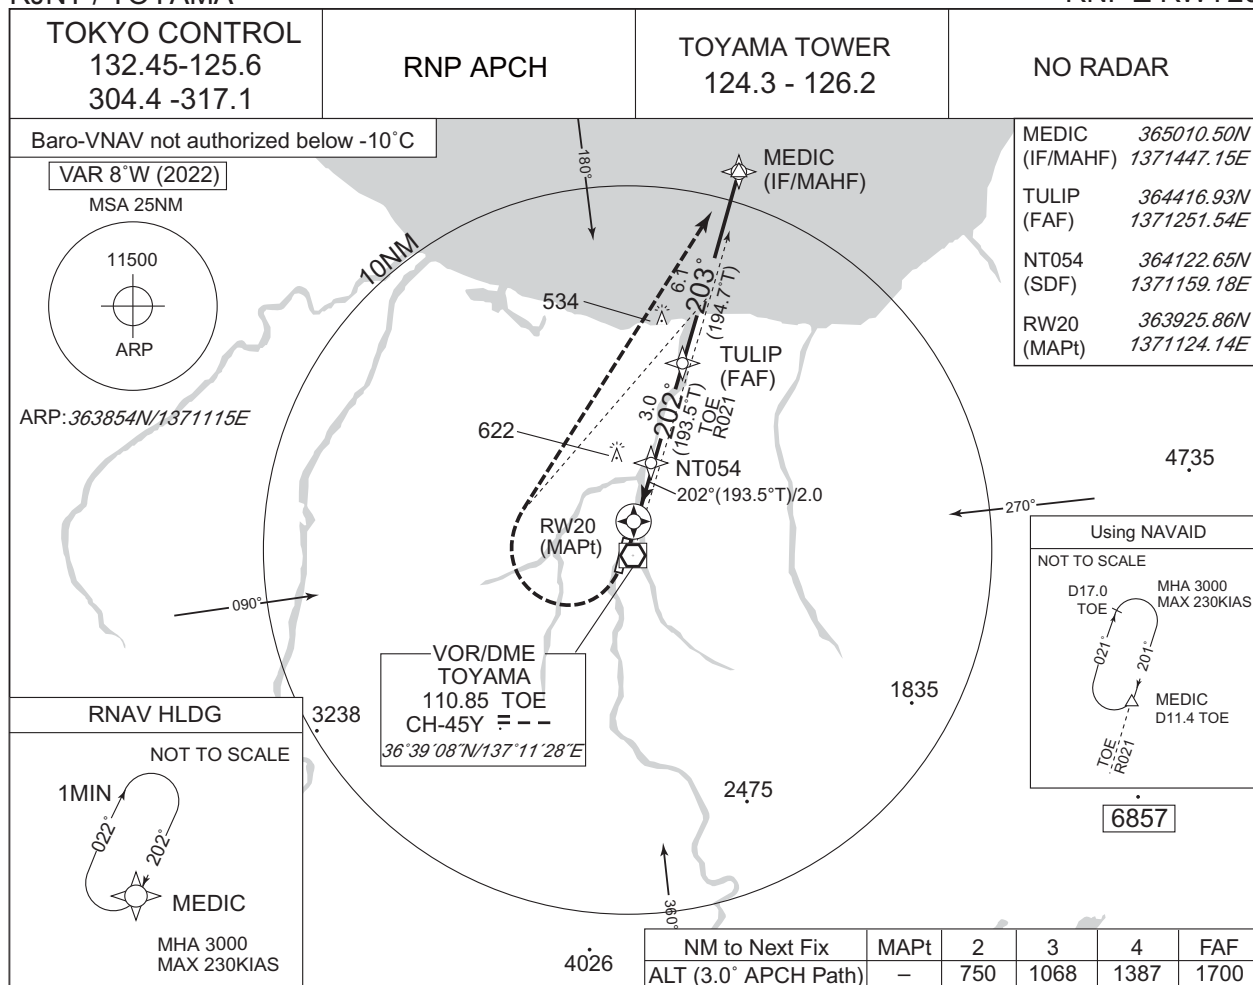 RJNT / TOYAMA
RNP Z RWY20
TOKYO CONTROL
132.45-125.6
304.4 -317.1
RNP APCH
TOYAMA TOWER
124.3 - 126.2
NO RADAR
Baro-VNAV not authorized below -10°C
VAR 8°W (2022)
MSA 25NM
11500
ARP
ARP:363854N/1371115E
MEDIC 365010.50N
(IF/MAHF) 1371447.15E
TULIP 364416.93N
(FAF) 1371251.54E
NT054 364122.65N
(SDF) 1371159.18E
RW20 363925.86N
(MAPt) 1371124.14E
180°
MEDIC
(IF/MAHF)
10NM
6.1
203°
(194.7°T)
534
TULIP
(FAF)
3.0
202°
(193.5°T)
TOE
R021
622
NT054
202°(193.5°T)/2.0
4735
270°
RW20
(MAPt)
090°
VOR/DME
TOYAMA
110.85 TOE
CH-45Y
36°39´08˝N/137°11´28˝E
Using NAVAID
NOT TO SCALE
D17.0
TOE
MHA 3000
MAX 230KIAS
021°
201°
MEDIC
D11.4 TOE
TOE
R021
6857
1835
3238
2475
360°
4026
RNAV HLDG
NOT TO SCALE
1MIN
022°
202°
MEDIC
MHA 3000
MAX 230KIAS
NM to Next Fix MAPt 2 3 4 FAF
ALT (3.0° APCH Path) – 750 1068 1387 1700